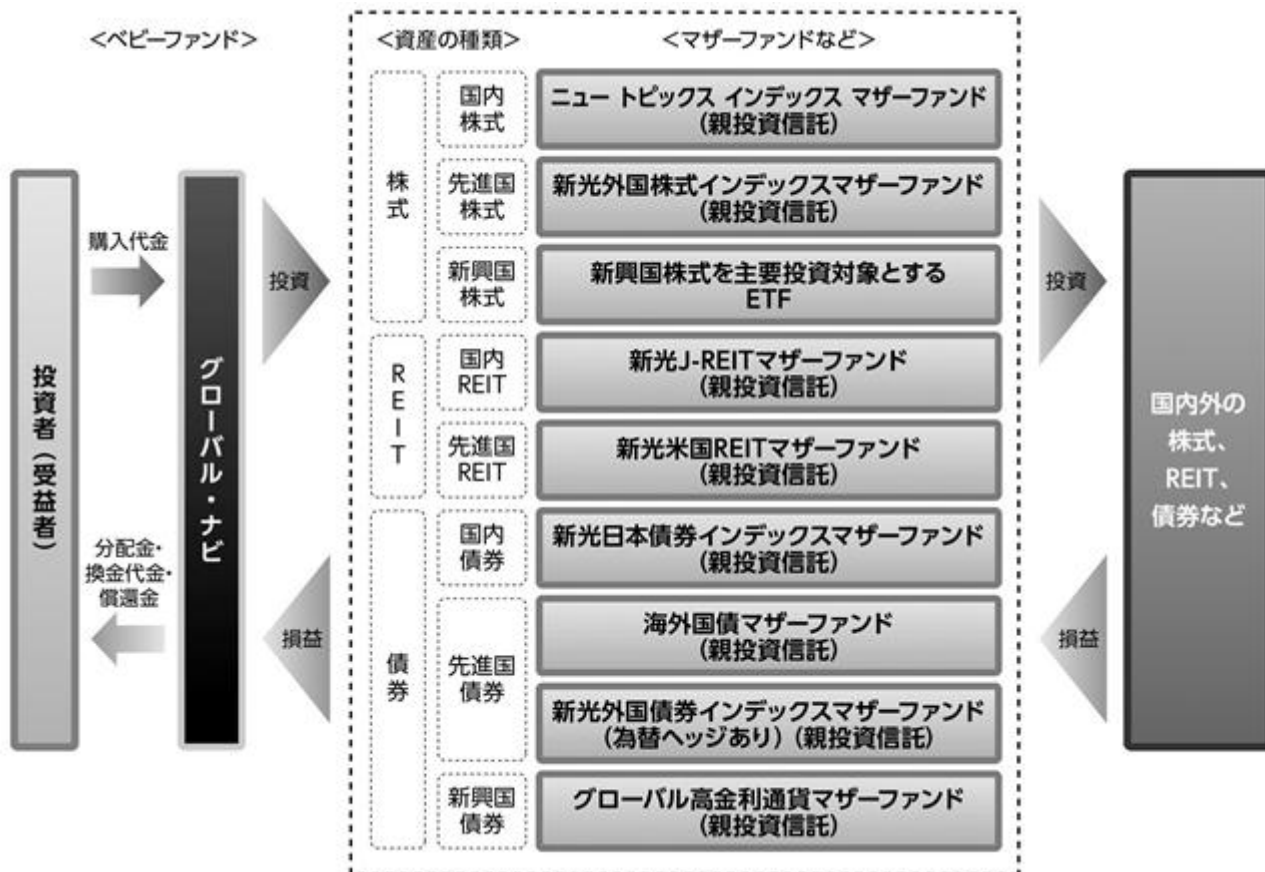 ＜ベビーファンド＞
＜資産の種類＞
＜マザーファンドなど＞
投資者（受益者）
購入代金
分配金・
換金代金・
償還金
グローバル・ナビ
投資
損益
株式
国内
株式
ニュー トピックス インデックス マザーファンド
（親投資信託）
先進国
株式
新光外国株式インデックスマザーファンド
（親投資信託）
新興国
株式
新興国株式を主要投資対象とする
ETF
REIT
国内
REIT
新光J-REITマザーファンド
（親投資信託）
先進国
REIT
新光米国REITマザーファンド
（親投資信託）
債券
国内
債券
新光日本債券インデックスマザーファンド
（親投資信託）
先進国
債券
海外国債マザーファンド
（親投資信託）
新光外国債券インデックスマザーファンド
（為替ヘッジあり）（親投資信託）
新興国
債券
グローバル高金利通貨マザーファンド
（親投資信託）
投資
損益
国内外の
株式、
REIT、
債券など